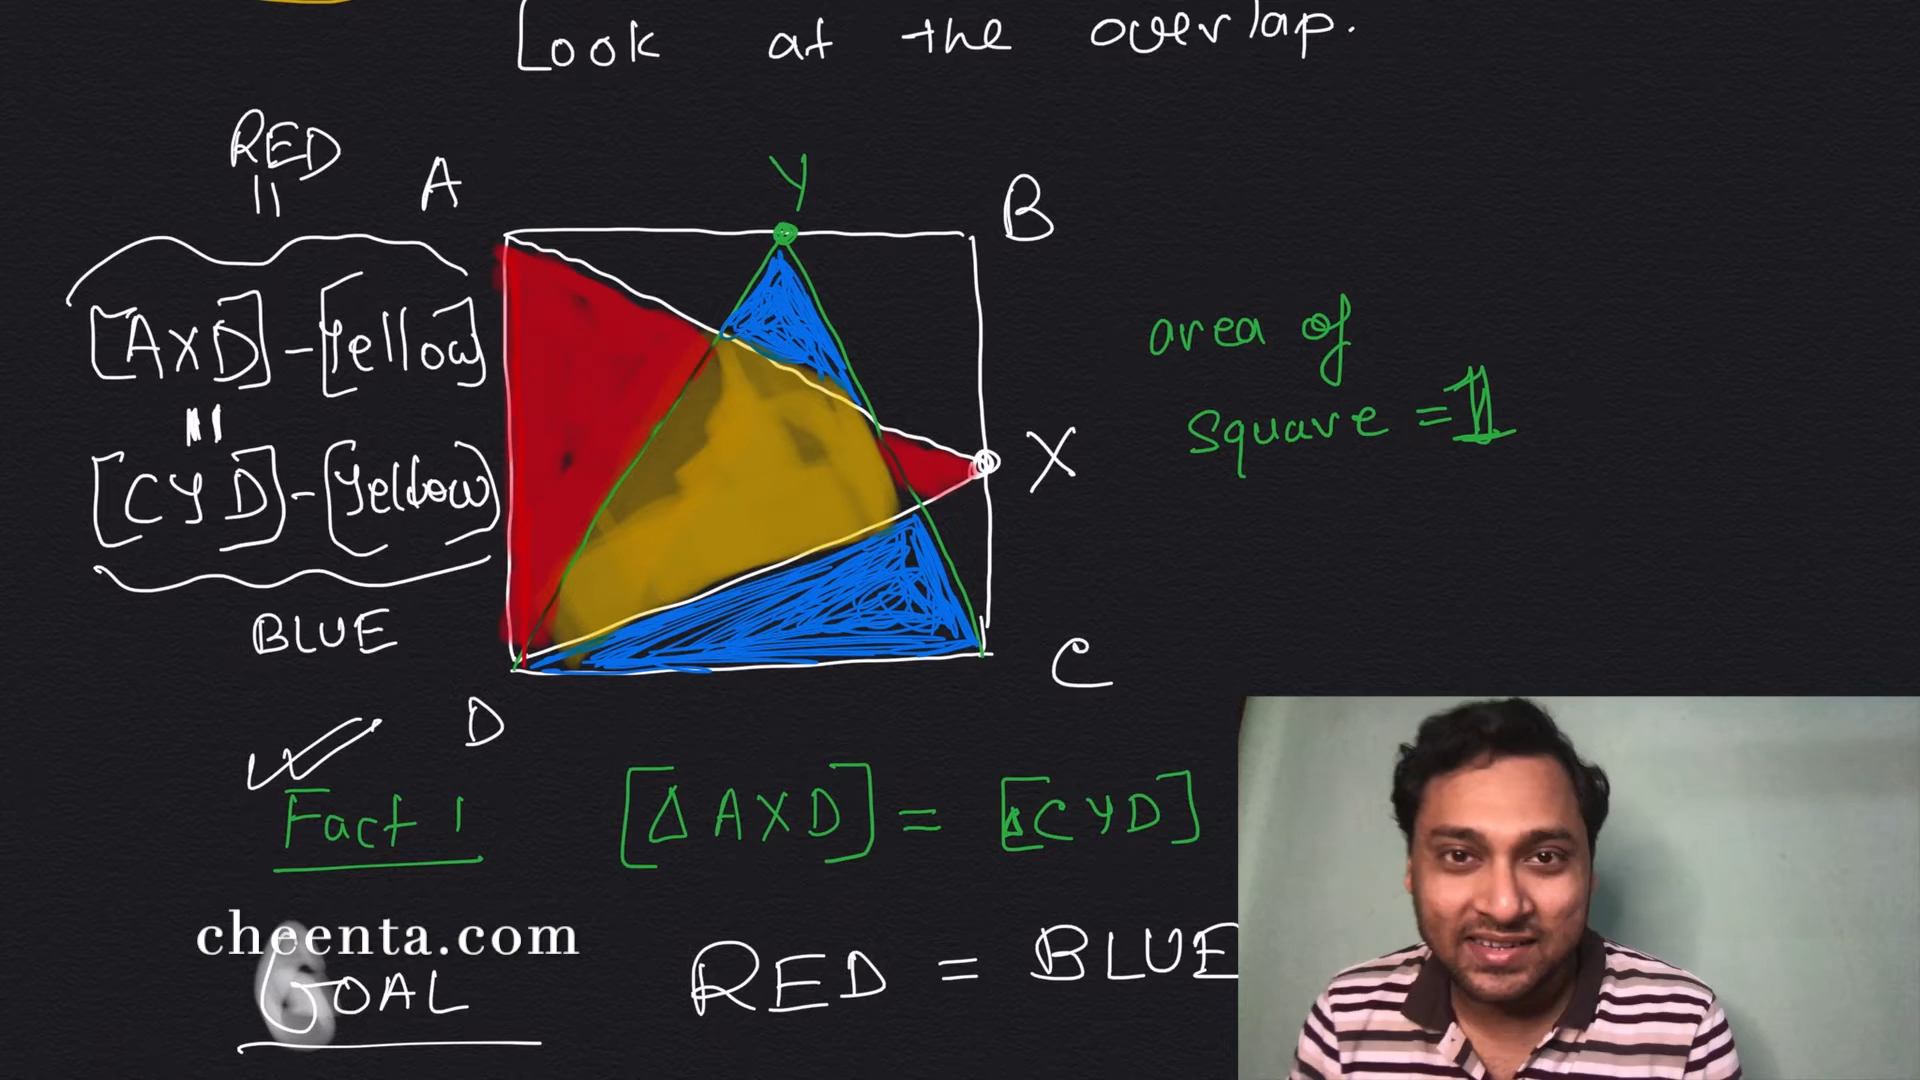 Look at the overlap.
RED
||
A
Y
B
[AXD] - [Yellow]
||
[CYD] - [Yellow]
BLUE
X
area of
square = 1
D
C
Fact 1
[Δ AXD] = [Δ CYD]
cheenta.com
GOAL
RED = BLUE